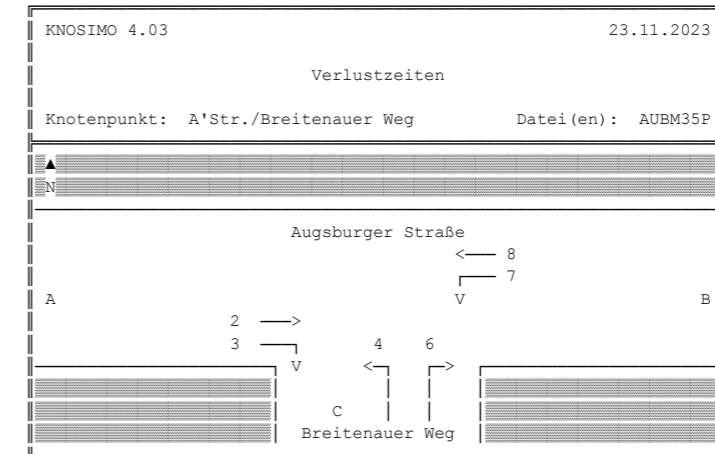 KNOSIMO 4.03 23.11.2023
Verlustzeiten
Knotenpunkt: A'Str./Breitenauer Weg Datei(en): AUBM35P
N
Augsburger Straße
8
7
A V B
2
3 4 6
V
C
Breitenauer Weg